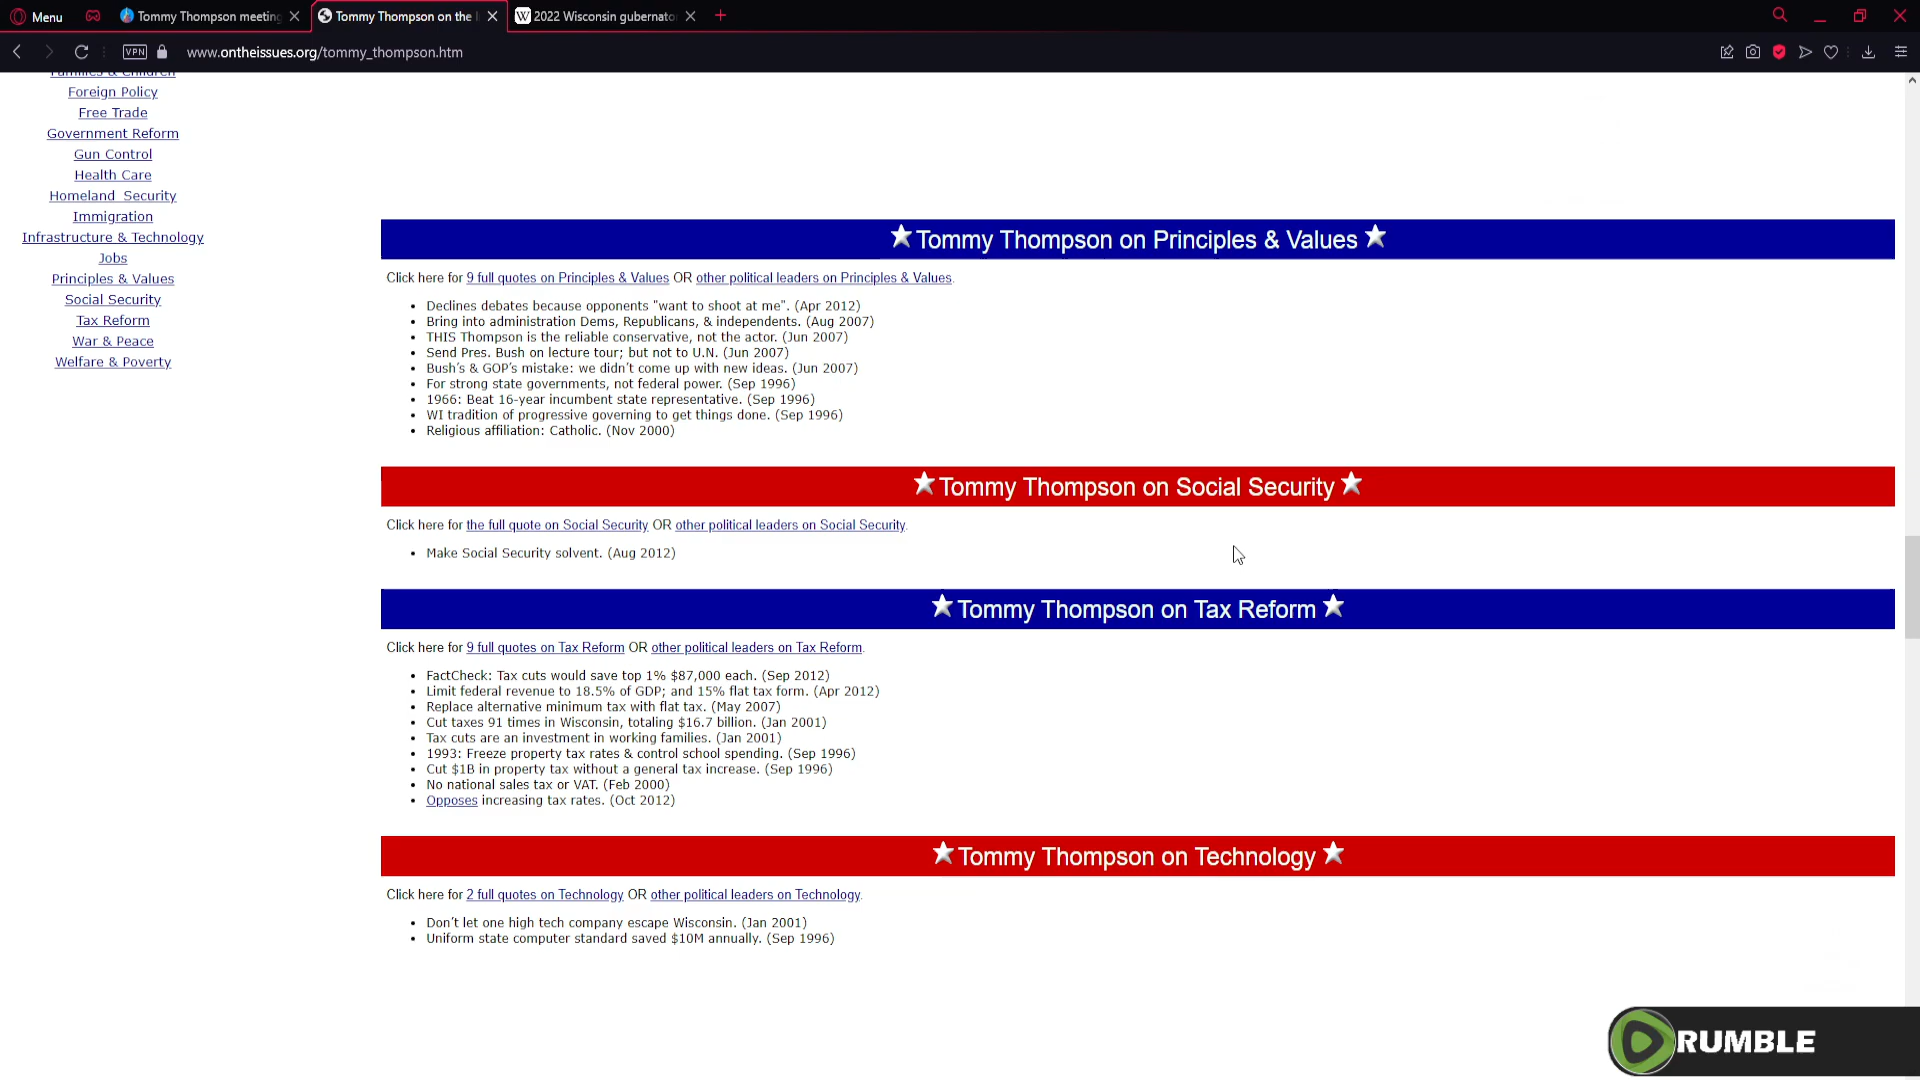 Menu
Tommy Thompson meeting
Tommy Thompson on the
2022 Wisconsin gubernato
VPN
www.ontheissues.org/tommy_thompson.htm
Families & Children
Foreign Policy
Free Trade
Government Reform
Gun Control
Health Care
Homeland Security
Immigration
Infrastructure & Technology
Jobs
Principles & Values
Social Security
Tax Reform
War & Peace
Welfare & Poverty
Tommy Thompson on Principles & Values
Click here for 9 full quotes on Principles & Values OR other political leaders on Principles & Values.
• Declines debates because opponents "want to shoot at me". (Apr 2012)
• Bring into administration Dems, Republicans, & independents. (Aug 2007)
• THIS Thompson is the reliable conservative, not the actor. (Jun 2007)
• Send Pres. Bush on lecture tour; but not to U.N. (Jun 2007)
• Bush's & GOP's mistake: we didn't come up with new ideas. (Jun 2007)
• For strong state governments, not federal power. (Sep 1996)
• 1966: Beat 16-year incumbent state representative. (Sep 1996)
• WI tradition of progressive governing to get things done. (Sep 1996)
• Religious affiliation: Catholic. (Nov 2000)
Tommy Thompson on Social Security
Click here for the full quote on Social Security OR other political leaders on Social Security.
• Make Social Security solvent. (Aug 2012)
Tommy Thompson on Tax Reform
Click here for 9 full quotes on Tax Reform OR other political leaders on Tax Reform.
• FactCheck: Tax cuts would save top 1% $87,000 each. (Sep 2012)
• Limit federal revenue to 18.5% of GDP; and 15% flat tax form. (Apr 2012)
• Replace alternative minimum tax with flat tax. (May 2007)
• Cut taxes 91 times in Wisconsin, totaling $16.7 billion. (Jan 2001)
• Tax cuts are an investment in working families. (Jan 2001)
• 1993: Freeze property tax rates & control school spending. (Sep 1996)
• Cut $1B in property tax without a general tax increase. (Sep 1996)
• No national sales tax or VAT. (Feb 2000)
• Opposes increasing tax rates. (Oct 2012)
Tommy Thompson on Technology
Click here for 2 full quotes on Technology OR other political leaders on Technology.
• Don't let one high tech company escape Wisconsin. (Jan 2001)
• Uniform state computer standard saved $10M annually. (Sep 1996)
RUMBLE